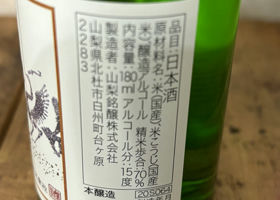 品目 日本酒
原材料名:米(国産)、米こうじ(国産
米)、醸造アルコール 精米歩合70%
内容量:180ml アルコール分:15度
製造者:山梨銘醸株式会社
山梨県北杜市白州町台ヶ原
2283
本醸造
205064